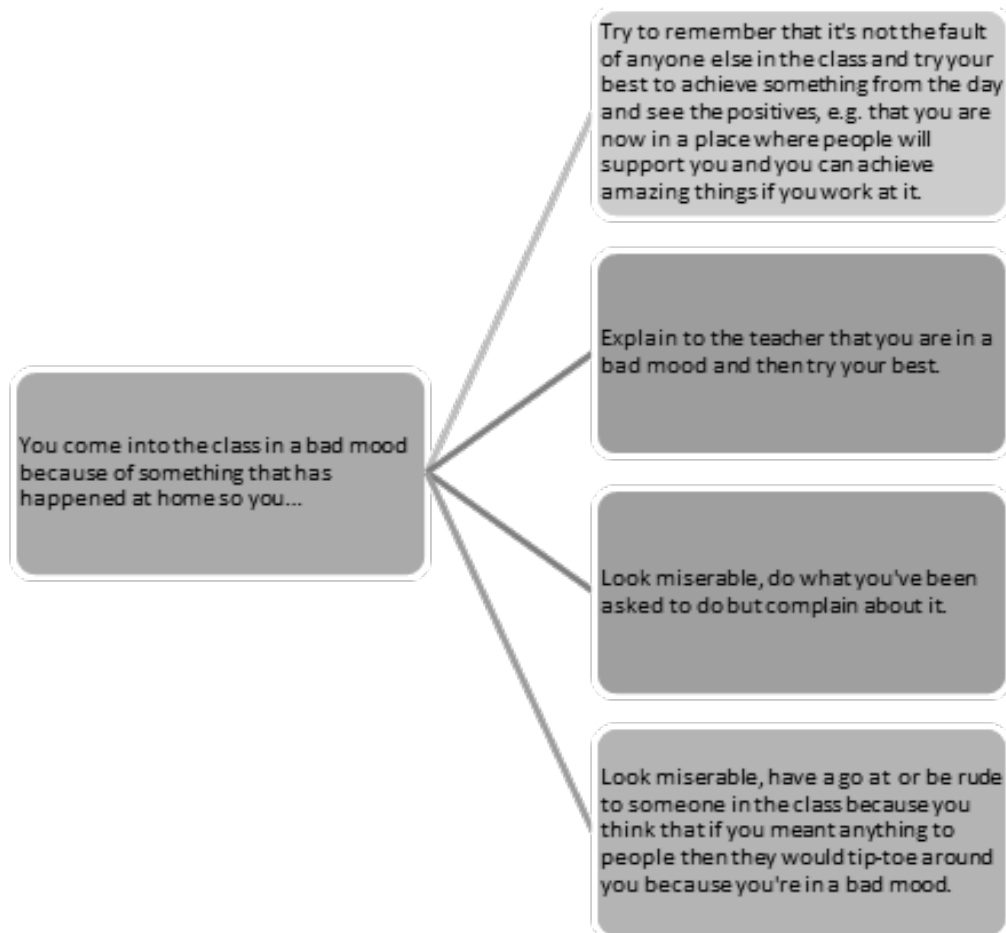 Try to remember that it's not the fault
of anyone else in the class and try your
best to achieve something from the day
and see the positives, e.g. that you are
now in a place where people will
support you and you can achieve
amazing things if you work at it.
Explain to the teacher that you are in a
bad mood and then try your best.
You come into the class in a bad mood
because of something that has
happened at home so you...
Look miserable, do what you've been
asked to do but complain about it.
Look miserable, have a go at or be rude
to someone in the class because you
think that if you meant anything to
people then they would tip-toe around
you because you're in a bad mood.